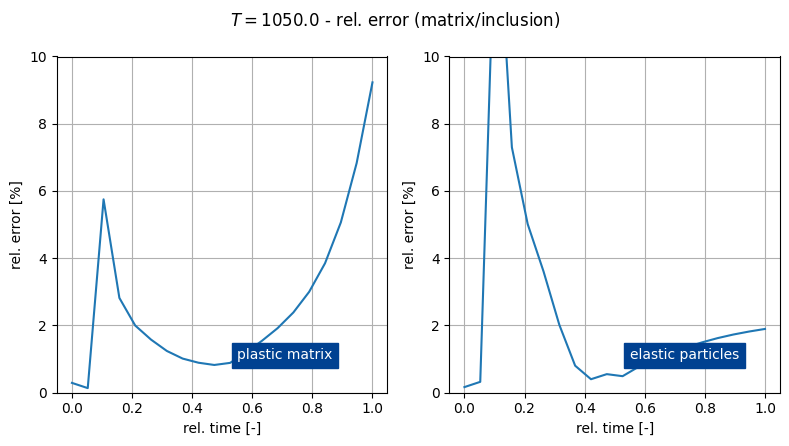 T = 1050.0 - rel. error (matrix/inclusion)
rel. error [%]
10
8
6
4
2
0
plastic matrix
0.0 0.2 0.4 0.6 0.8 1.0
rel. time [-]
rel. error [%]
10
8
6
4
2
0
elastic particles
0.0 0.2 0.4 0.6 0.8 1.0
rel. time [-]